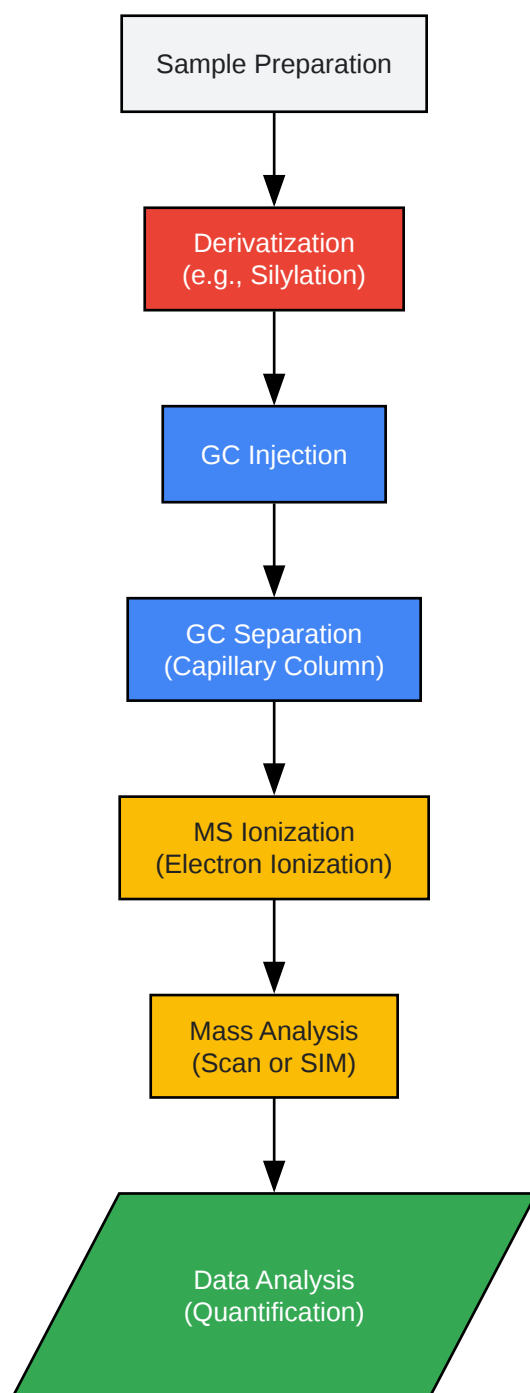 Sample Preparation
Derivatization
(e.g., Silylation)
GC Injection
GC Separation
(Capillary Column)
MS Ionization
(Electron Ionization)
Mass Analysis
(Scan or SIM)
Data Analysis
(Quantification)